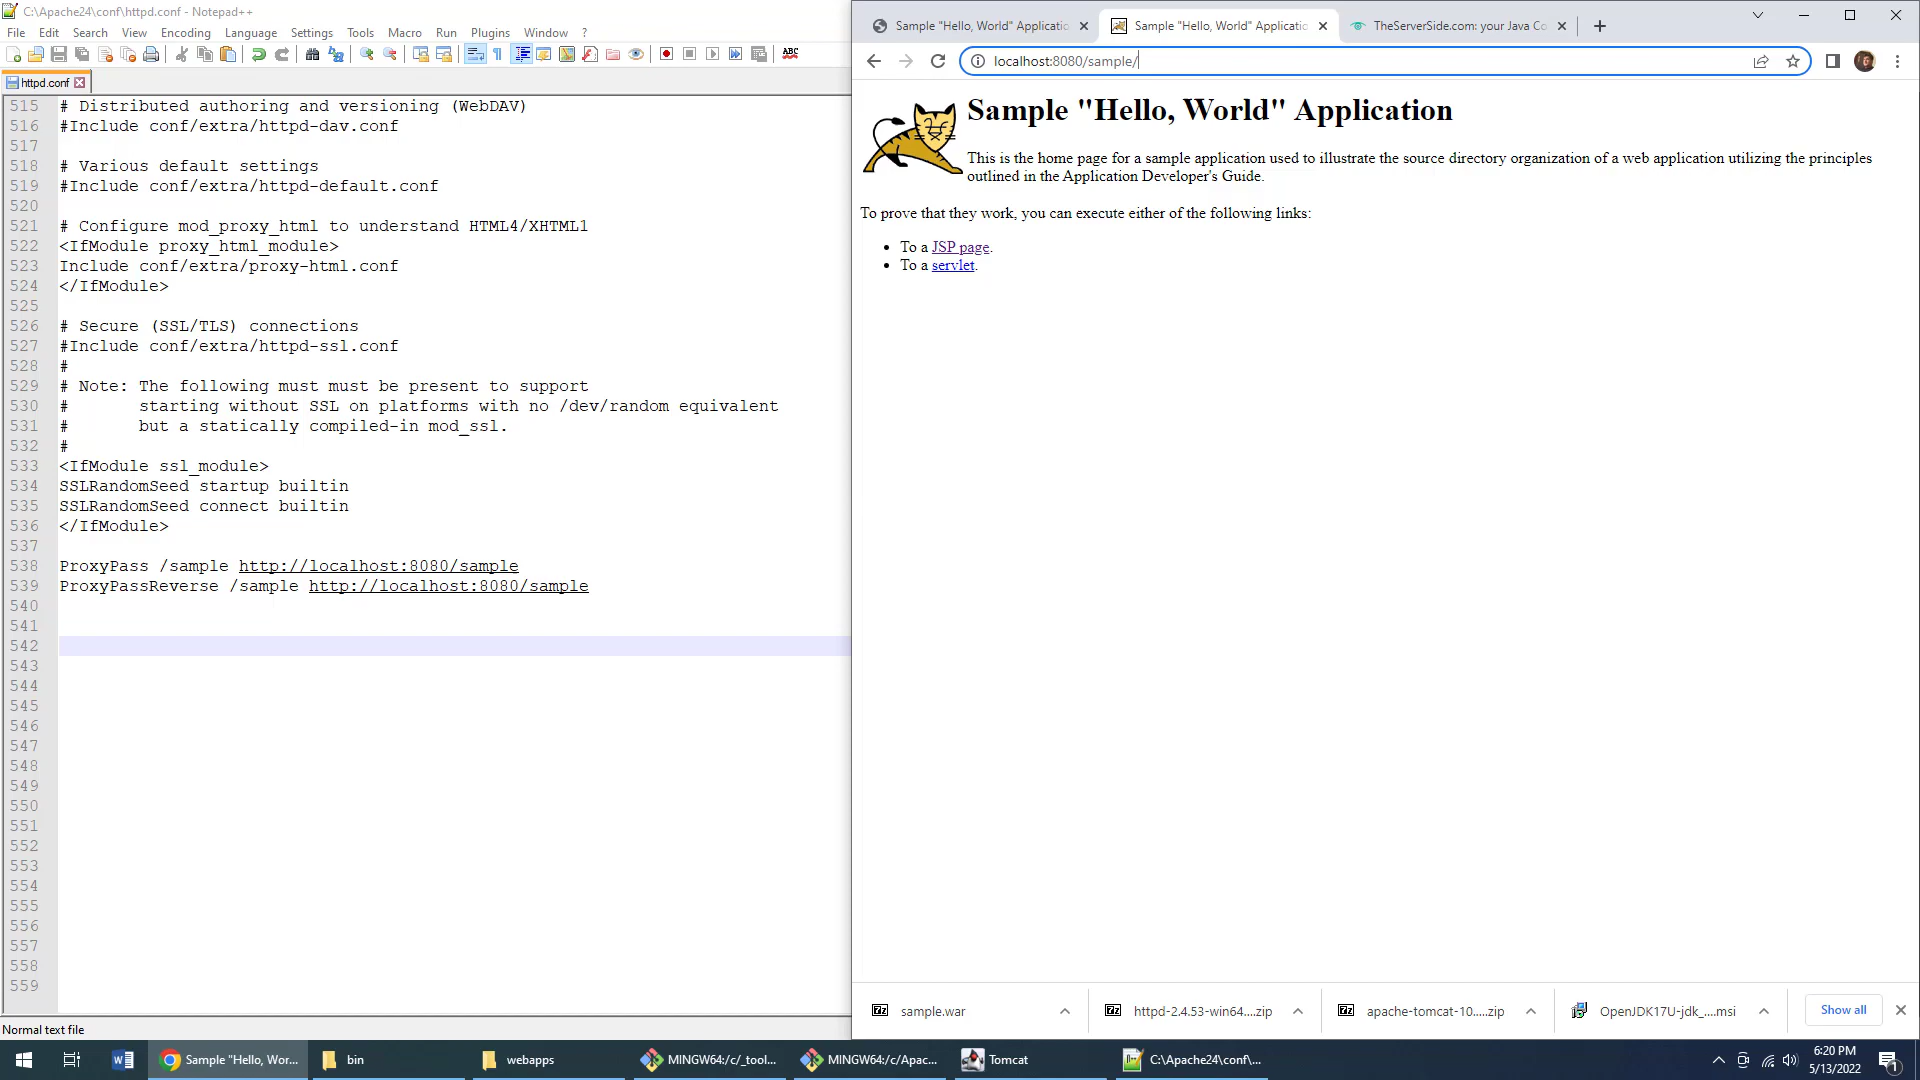 C:\Apache24\conf\httpd.conf - Notepad++
File Edit Search View Encoding Language Settings Tools Macro Run Plugins Window ?
httpd.conf
515 # Distributed authoring and versioning (WebDAV)
516 #Include conf/extra/httpd-dav.conf
517
518 # Various default settings
519 #Include conf/extra/httpd-default.conf
520
521 # Configure mod_proxy_html to understand HTML4/XHTML1
522 <IfModule proxy_html_module>
523 Include conf/extra/proxy-html.conf
524 </IfModule>
525
526 # Secure (SSL/TLS) connections
527 #Include conf/extra/httpd-ssl.conf
528 #
529 # Note: The following must must be present to support
530 #       starting without SSL on platforms with no /dev/random equivalent
531 #       but a statically compiled-in mod_ssl.
532 #
533 <IfModule ssl_module>
534 SSLRandomSeed startup builtin
535 SSLRandomSeed connect builtin
536 </IfModule>
537
538 ProxyPass /sample http://localhost:8080/sample
539 ProxyPassReverse /sample http://localhost:8080/sample
540
541
542
543
544
545
546
547
548
549
550
551
552
553
554
555
556
557
558
559
Normal text file
Sample "Hello, World" Applicatio
Sample "Hello, World" Applicatio
TheServerSide.com: your Java Co
localhost:8080/sample/
Sample "Hello, World" Application
This is the home page for a sample application used to illustrate the source directory organization of a web application utilizing the principles
outlined in the Application Developer's Guide.
To prove that they work, you can execute either of the following links:
• To a JSP page.
• To a servlet.
sample.war
httpd-2.4.53-win64....zip
apache-tomcat-10.....zip
OpenJDK17U-jdk_....msi
Show all
Sample "Hello, Wor...
bin
webapps
MINGW64:/c/_tool...
MINGW64:/c/Apac...
Tomcat
C:\Apache24\conf\...
6:20 PM
5/13/2022